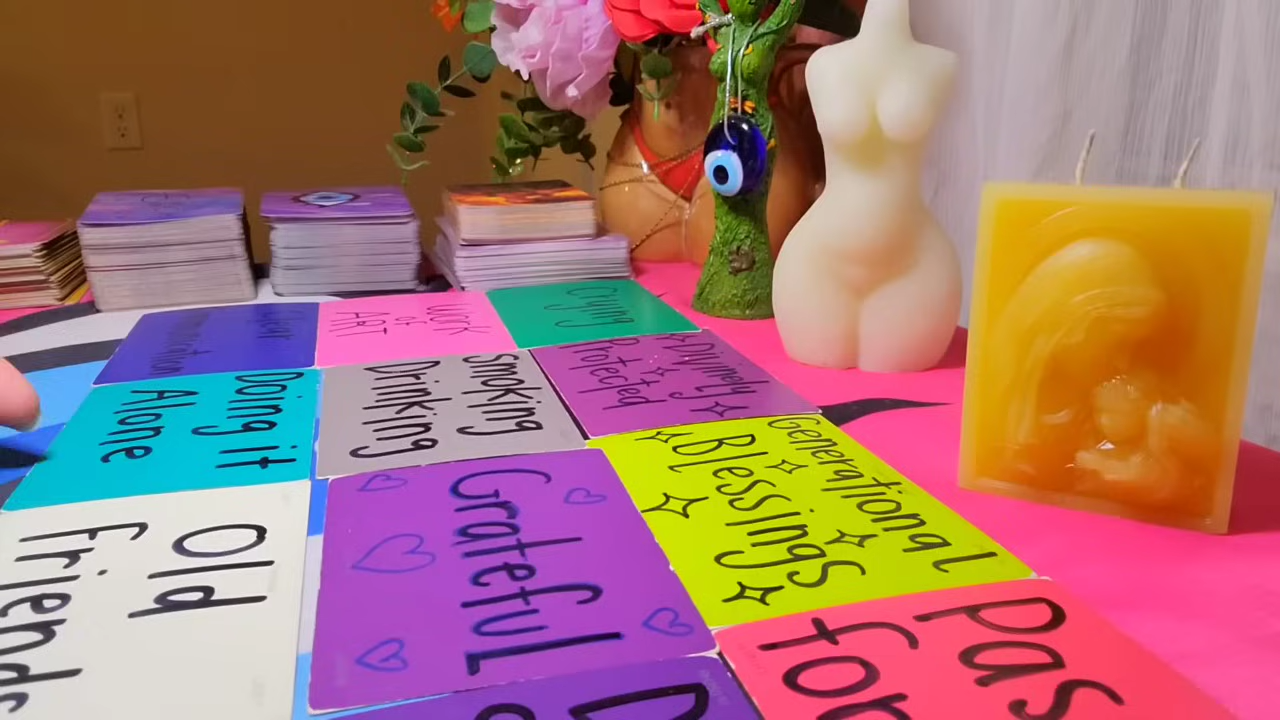 Work
of
ART
Crying
Doing it
Alone
Smoking
Drinking
Divinely
Protected
Old
Friends
Grateful
Generational
Blessings
Pas
for